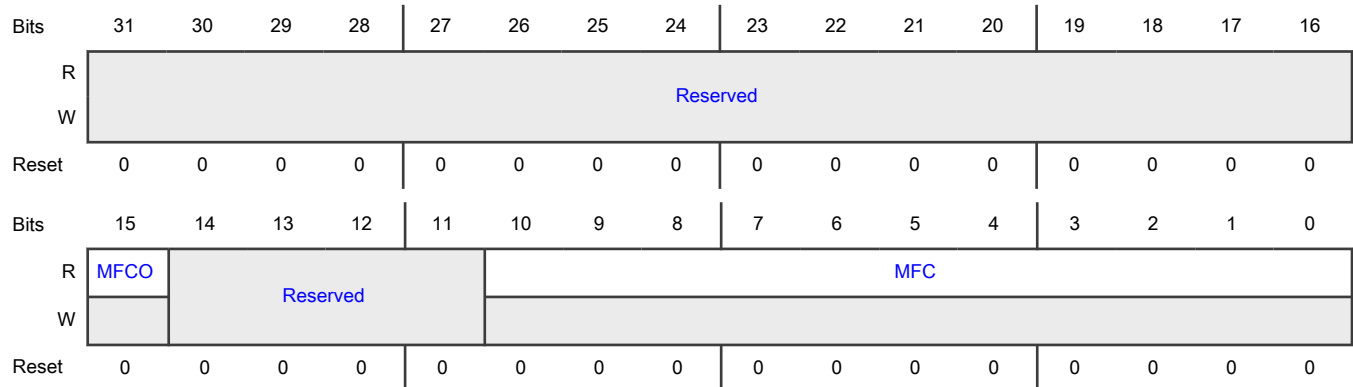 Bits 31 30 29 28 27 26 25 24 23 22 21 20 19 18 17 16
R
Reserved
W
Reset 0 0 0 0 0 0 0 0 0 0 0 0 0 0 0 0
Bits 15 14 13 12 11 10 9 8 7 6 5 4 3 2 1 0
R MFCO MFC
Reserved
W
Reset 0 0 0 0 0 0 0 0 0 0 0 0 0 0 0 0